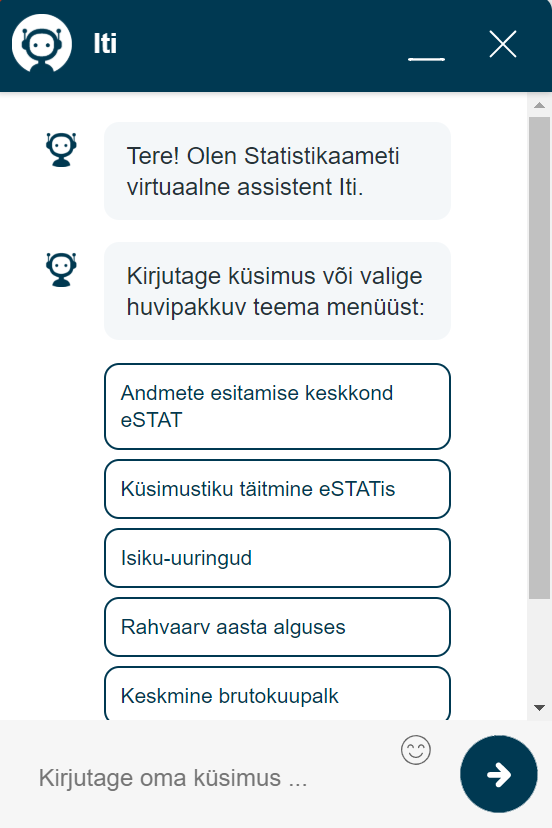 Iti
Tere! Olen Statistikaameti
virtuaalne assistent Iti.
Kirjutage küsimus või valige
huvipakkuv teema menüüst:
Andmete esitamise keskkond
eSTAT
Küsimustiku täitmine eSTATis
Isiku-uuringud
Rahvaarv aasta alguses
Keskmine brutokuupalk
Kirjutage oma küsimus ...